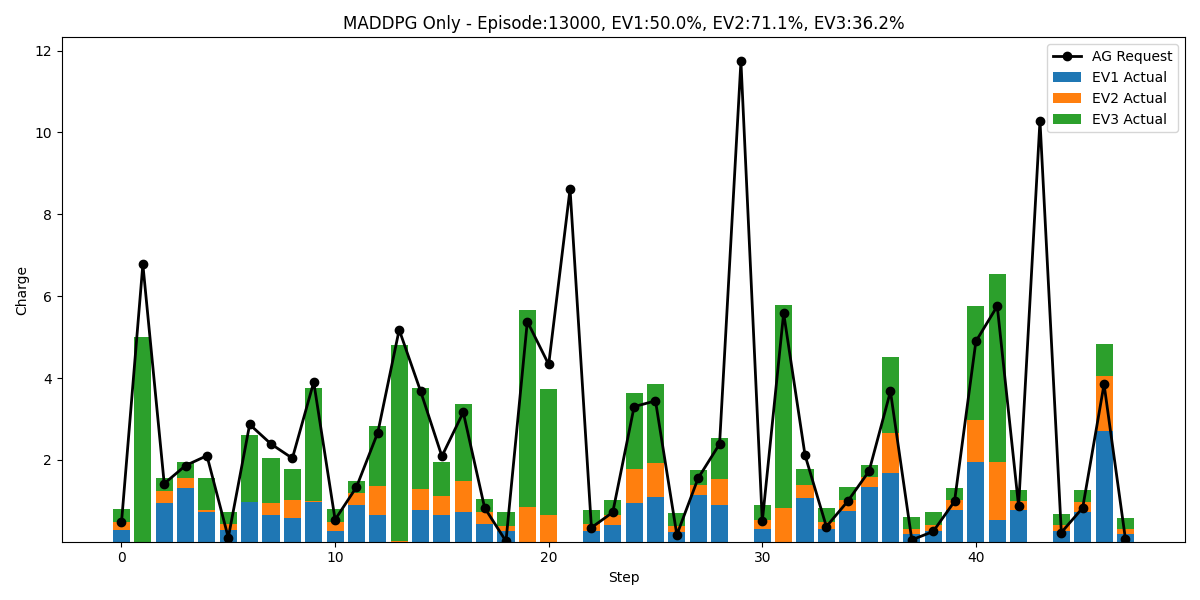 MADDPG Only - Episode:13000, EV1:50.0%, EV2:71.1%, EV3:36.2%
12
10
8
6
4
2
Charge
AG Request
EV1 Actual
EV2 Actual
EV3 Actual
0
10
20
30
40
Step